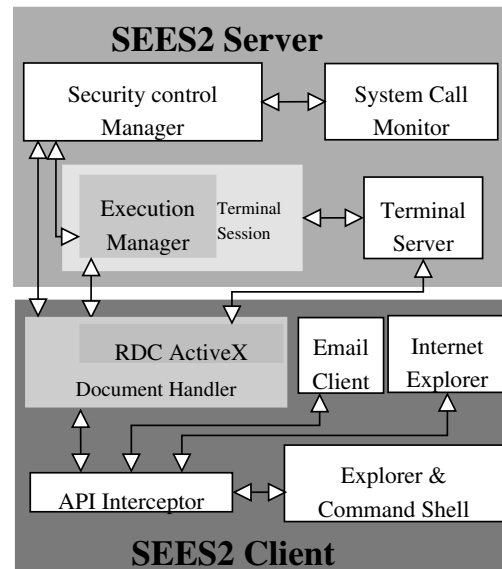 SEES2 Server
Security control
Manager
System Call
Monitor
Execution
Manager
Terminal
Session
Terminal
Server
RDC ActiveX
Document Handler
Email
Client
Internet
Explorer
API Interceptor
Explorer &
Command Shell
SEES2 Client